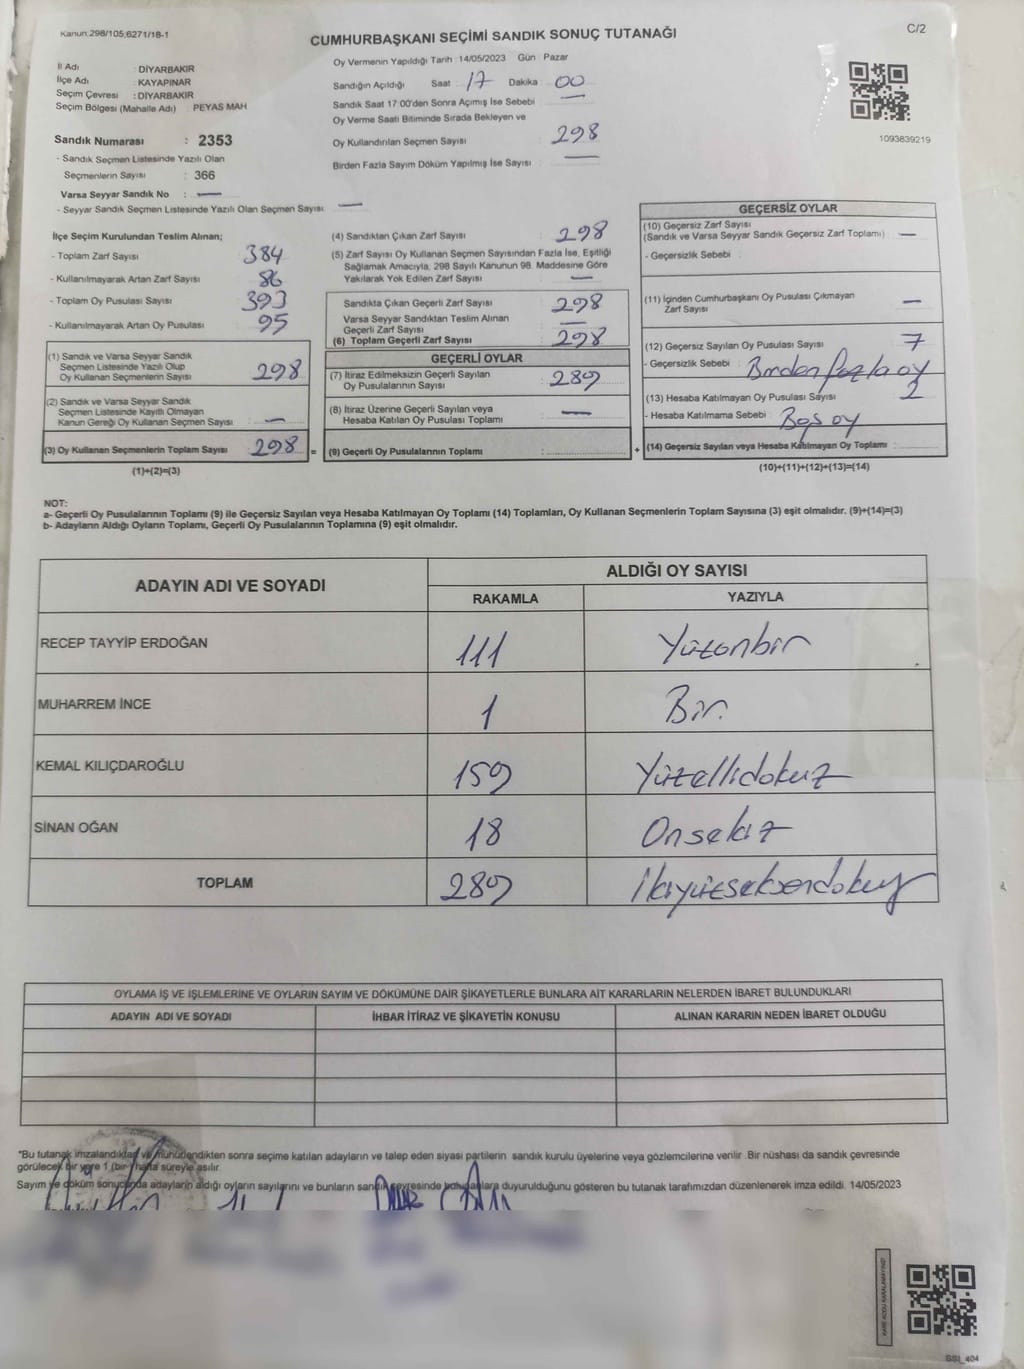 Kanun:298/105;6271/18-1
CUMHURBAŞKANI SEÇİMİ SANDIK SONUÇ TUTANAĞI
C/2
İl Adı : DİYARBAKIR
İlçe Adı : KAYAPINAR
Seçim Çevresi : DİYARBAKIR
Seçim Bölgesi (Mahalle Adı) : PEYAS MAH
Sandık Numarası : 2353
- Sandık Seçmen Listesinde Yazılı Olan
Seçmenlerin Sayısı : 366
Varsa Seyyar Sandık No : —
- Seyyar Sandık Seçmen Listesinde Yazılı Olan Seçmen Sayısı: —
Oy Vermenin Yapıldığı Tarih :14/05/2023 Gün : Pazar
Sandığın Açıldığı Saat : 17 Dakika : 00
Sandık Saat 17:00'den Sonra Açımış İse Sebebi : —
Oy Verme Saati Bitiminde Sırada Bekleyen ve
Oy Kullandırılan Seçmen Sayısı : 298
Birden Fazla Sayım Döküm Yapılmış İse Sayısı : —
1093839219
İlçe Seçim Kurulundan Teslim Alınan;
- Toplam Zarf Sayısı : 384
- Kullanılmayarak Artan Zarf Sayısı : 86
- Toplam Oy Pusulası Sayısı : 393
- Kullanılmayarak Artan Oy Pusulası : 95
(1) Sandık ve Varsa Seyyar Sandık
Seçmen Listesinde Yazılı Olup
Oy Kullanan Seçmenlerin Sayısı : 298
(2) Sandık ve Varsa Seyyar Sandık
Seçmen Listesinde Kayıtlı Olmayan
Kanun Gereği Oy Kullanan Seçmen Sayısı : —
(3) Oy Kullanan Seçmenlerin Toplam Sayısı : 298
(1)+(2)=(3)
(4) Sandıktan Çıkan Zarf Sayısı : 298
(5) Zarf Sayısı Oy Kullanan Seçmen Sayısından Fazla İse, Eşitliği
Sağlamak Amacıyla, 298 Sayılı Kanunun 98. Maddesine Göre
Yakılarak Yok Edilen Zarf Sayısı : —
Sandıkta Çıkan Geçerli Zarf Sayısı : 298
Varsa Seyyar Sandıktan Teslim Alınan
Geçerli Zarf Sayısı : —
(6) Toplam Geçerli Zarf Sayısı : 298
GEÇERLİ OYLAR
(7) İtiraz Edilmeksizin Geçerli Sayılan
Oy Pusulalarının Sayısı : 289
(8) İtiraz Üzerine Geçerli Sayılan veya
Hesaba Katılan Oy Pusulası Toplamı : —
= (9) Geçerli Oy Pusulalarının Toplamı :
GEÇERSİZ OYLAR
(10) Geçersiz Zarf Sayısı
(Sandık ve Varsa Seyyar Sandık Geçersiz Zarf Toplamı) : —
- Geçersizlik Sebebi :
(11) İçinden Cumhurbaşkanı Oy Pusulası Çıkmayan
Zarf Sayısı : —
(12) Geçersiz Sayılan Oy Pusulası Sayısı : 7
- Geçersizlik Sebebi : Birden fazla oy
(13) Hesaba Katılmayan Oy Pusulası Sayısı : 2
- Hesaba Katılmama Sebebi : Boş oy
+ (14) Geçersiz Sayılan veya Hesaba Katılmayan Oy Toplamı :
(10)+(11)+(12)+(13)=(14)
NOT:
a- Geçerli Oy Pusulalarının Toplamı (9) ile Geçersiz Sayılan veya Hesaba Katılmayan Oy Toplamı (14) Toplamları, Oy Kullanan Seçmenlerin Toplam Sayısına (3) eşit olmalıdır. (9)+(14)=(3)
b- Adayların Aldığı Oyların Toplamı, Geçerli Oy Pusulalarının Toplamına (9) eşit olmalıdır.
ADAYIN ADI VE SOYADI
ALDIĞI OY SAYISI
RAKAMLA YAZIYLA
RECEP TAYYİP ERDOĞAN 111 Yüzonbir
MUHARREM İNCE 1 Bir.
KEMAL KILIÇDAROĞLU 159 Yüzellidokuz
SİNAN OĞAN 18 Onsekiz
TOPLAM 289 İkiyüzseksendokuz
OYLAMA İŞ VE İŞLEMLERİNE VE OYLARIN SAYIM VE DÖKÜMÜNE DAİR ŞİKAYETLERLE BUNLARA AİT KARARLARIN NELERDEN İBARET BULUNDUKLARI
ADAYIN ADI VE SOYADI İHBAR İTİRAZ VE ŞİKAYETİN KONUSU ALINAN KARARIN NEDEN İBARET OLDUĞU
*Bu tutanak imzalandıktan ve mühürlendikten sonra seçime katılan adayların ve talep eden siyasi partilerin sandık kurulu üyelerine veya gözlemcilerine verilir .Bir nüshası da sandık çevresinde
görülecek bir yere 1 (bir) hafta süreyle asılır.
Sayım ve döküm sonucunda adayların aldığı oyların sayılarını ve bunların sandık çevresinde bulunanlara duyurulduğunu gösteren bu tutanak tarafımızdan düzenlenerek imza edildi. 14/05/2023
KARE KODU KARALAMAYINIZ!
SSİ_404